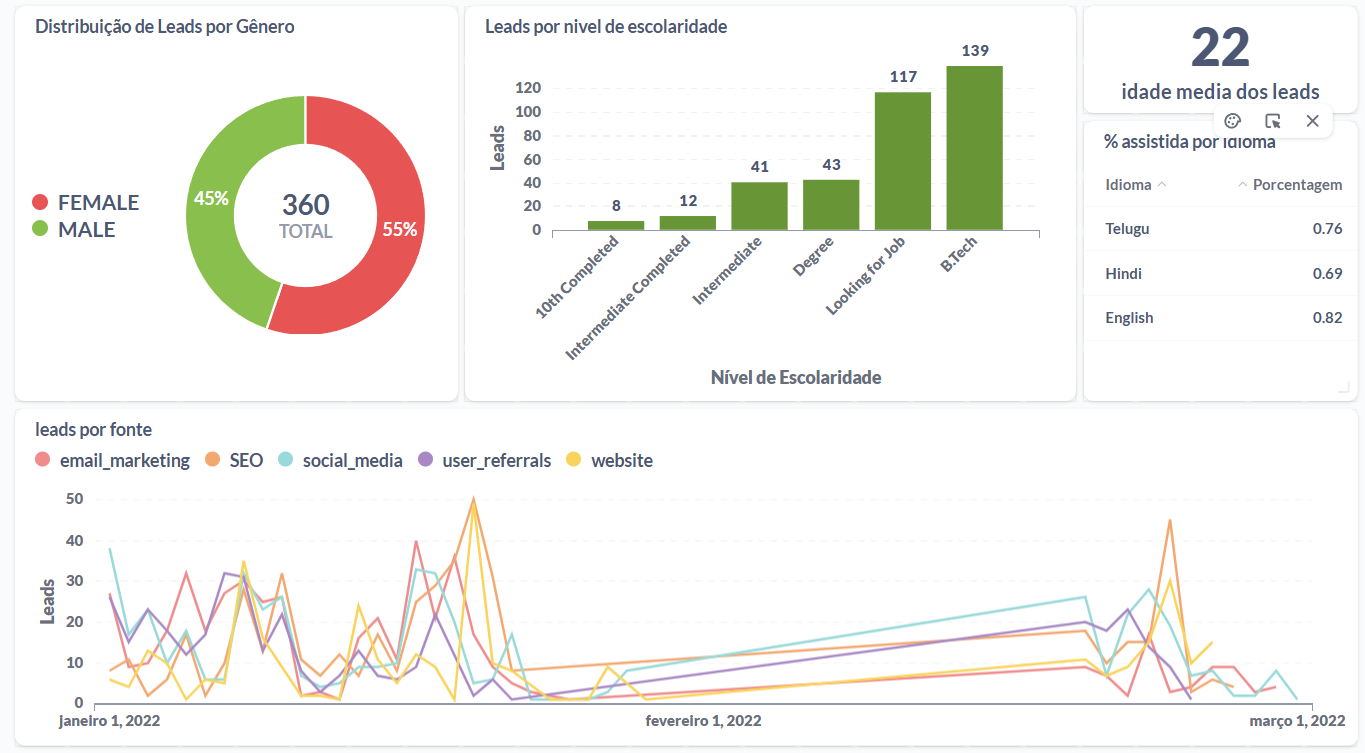 Distribuição de Leads por Gênero
FEMALE
MALE
45%
55%
360
TOTAL
Leads por nivel de escolaridade
Leads
120
100
80
60
40
20
0
8
12
41
43
117
139
10th Completed
Intermediate Completed
Intermediate
Degree
Looking for Job
B.Tech
Nível de Escolaridade
22
idade media dos leads
% assistida por idioma
Idioma Porcentagem
Telugu 0.76
Hindi 0.69
English 0.82
leads por fonte
email_marketing SEO social_media user_referrals website
Leads
50
40
30
20
10
0
janeiro 1, 2022 fevereiro 1, 2022 março 1, 2022